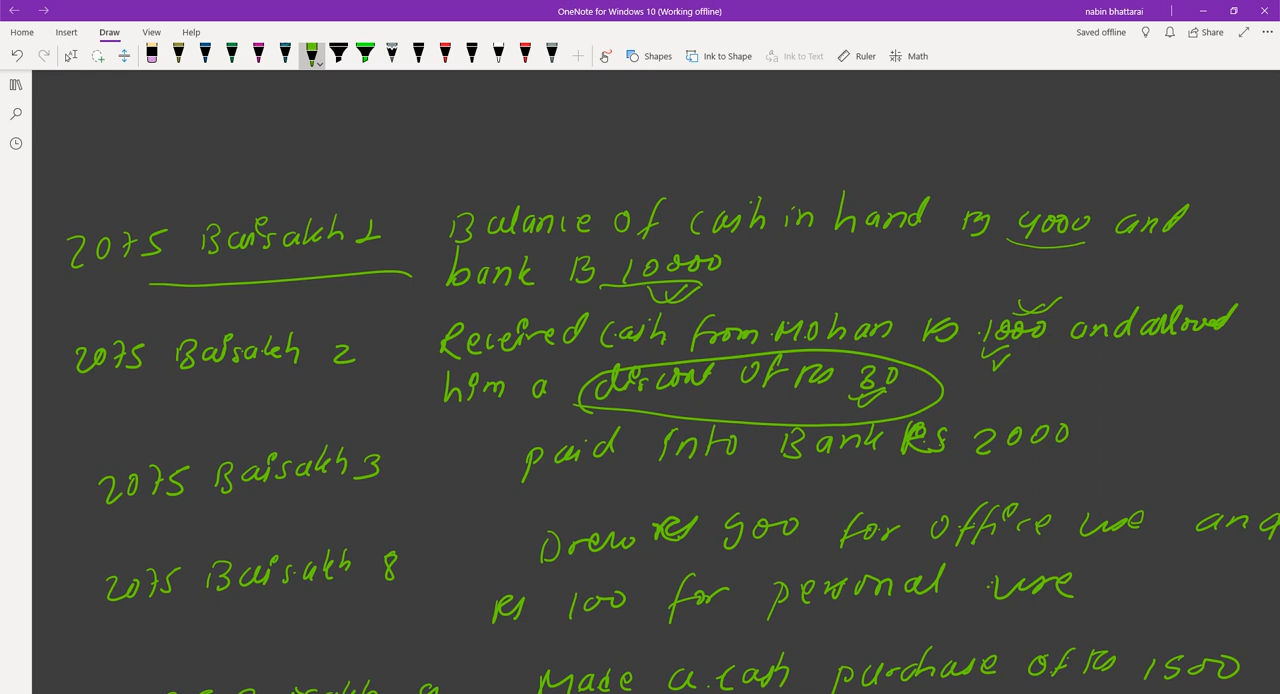 OneNote for Windows 10 (Working offline)
nabin bhattarai
Home Insert Draw View Help
Saved offline Share
Shapes Ink to Shape Ink to Text Ruler Math
2075 Baisakh 1 Balance of cash in hand Rs 4000 and
bank Rs 10000
2075 Baisakh 2 Received cash from Mohan Rs 1000 and allowed
him a discont of Rs 30
2075 Baisakh 3 paid into Bank Rs 2000
Drew Rs 900 for office use and
2075 Baisakh 8
Rs 100 for personal use
Made a cash purchase of Rs 1500
Baisakh